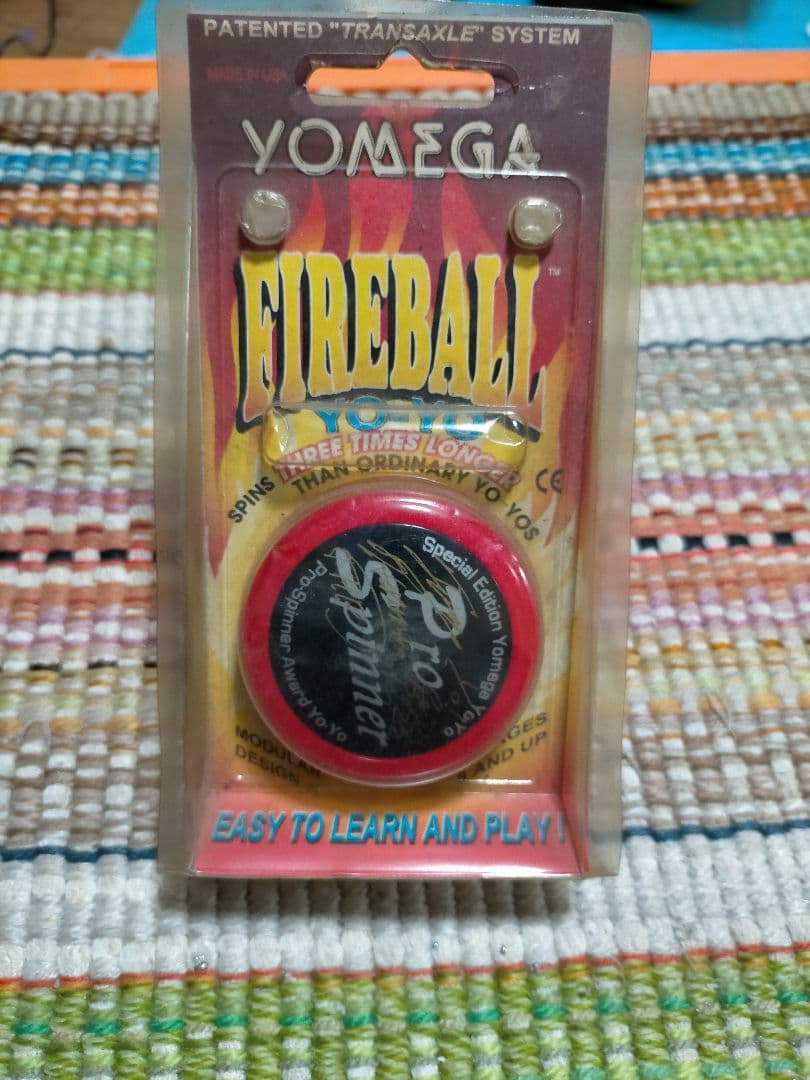 PATENTED "TRANSAXLE" SYSTEM
MADE IN USA
YOMEGA
FIREBALL™
YO-YO
THREE TIMES LONGER
SPINS THAN ORDINARY YO YOS
CE
Special Edition Yomega Yo-Yo
Pro
Spinner
Pro-Spinner Award Yo-Yo
MODULAR
DESIGN
AND UP
EASY TO LEARN AND PLAY !